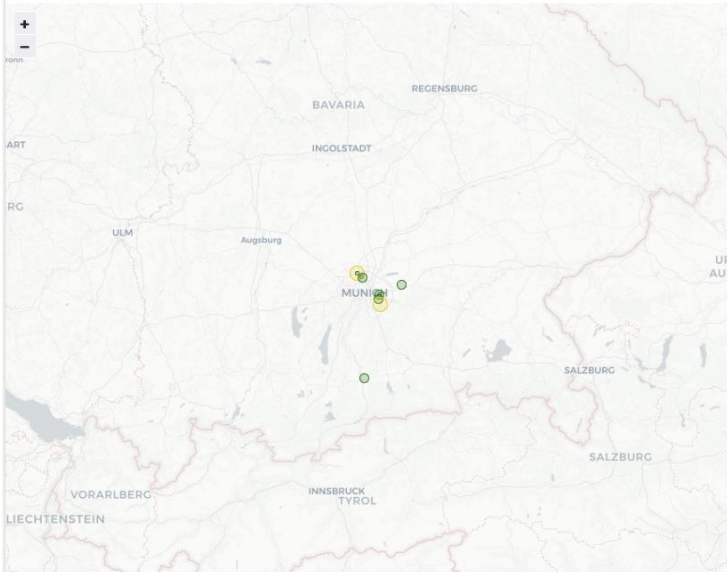 +
−
REGENSBURG
BAVARIA
ART
INGOLSTADT
RG
ULM
Augsburg
MUNICH
SALZBURG
SALZBURG
INNSBRUCK
TYROL
VORARLBERG
LIECHTENSTEIN